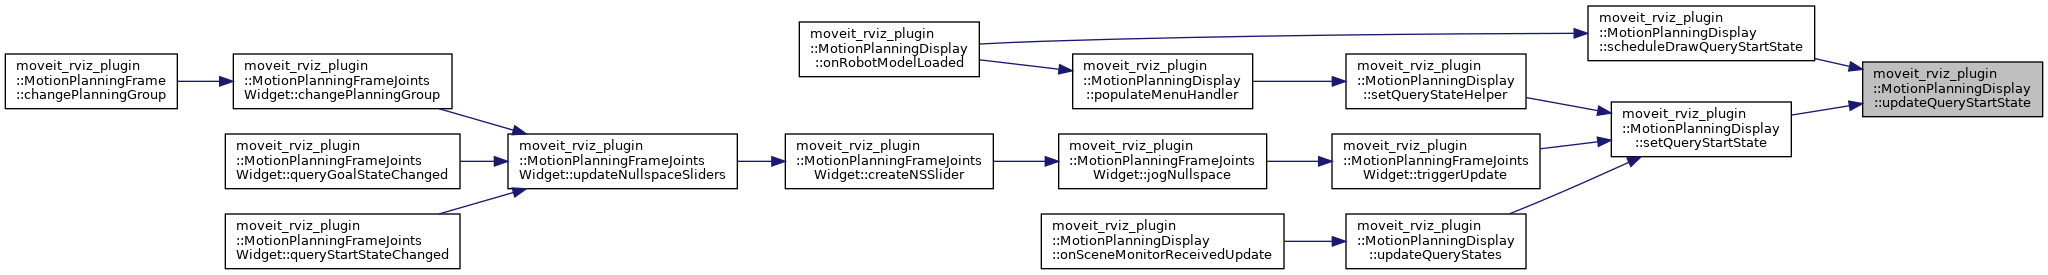 moveit_rviz_plugin
::MotionPlanningFrame
::changePlanningGroup
moveit_rviz_plugin
::MotionPlanningFrameJoints
Widget::changePlanningGroup
moveit_rviz_plugin
::MotionPlanningFrameJoints
Widget::queryGoalStateChanged
moveit_rviz_plugin
::MotionPlanningFrameJoints
Widget::queryStartStateChanged
moveit_rviz_plugin
::MotionPlanningFrameJoints
Widget::updateNullspaceSliders
moveit_rviz_plugin
::MotionPlanningDisplay
::onRobotModelLoaded
moveit_rviz_plugin
::MotionPlanningFrameJoints
Widget::createNSSlider
moveit_rviz_plugin
::MotionPlanningDisplay
::populateMenuHandler
moveit_rviz_plugin
::MotionPlanningFrameJoints
Widget::jogNullspace
moveit_rviz_plugin
::MotionPlanningDisplay
::onSceneMonitorReceivedUpdate
moveit_rviz_plugin
::MotionPlanningDisplay
::setQueryStateHelper
moveit_rviz_plugin
::MotionPlanningFrameJoints
Widget::triggerUpdate
moveit_rviz_plugin
::MotionPlanningDisplay
::updateQueryStates
moveit_rviz_plugin
::MotionPlanningDisplay
::scheduleDrawQueryStartState
moveit_rviz_plugin
::MotionPlanningDisplay
::setQueryStartState
moveit_rviz_plugin
::MotionPlanningDisplay
::updateQueryStartState